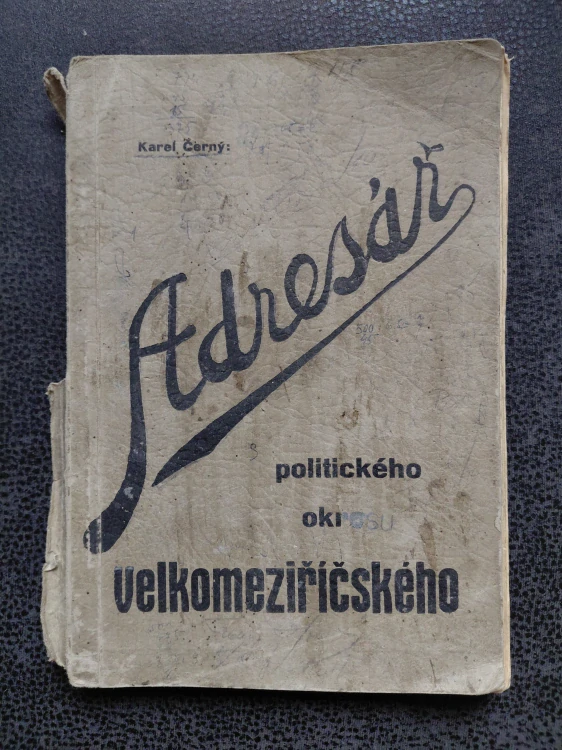 Karel Černý:
Adresář
politického
okresu
Velkomeziříčského